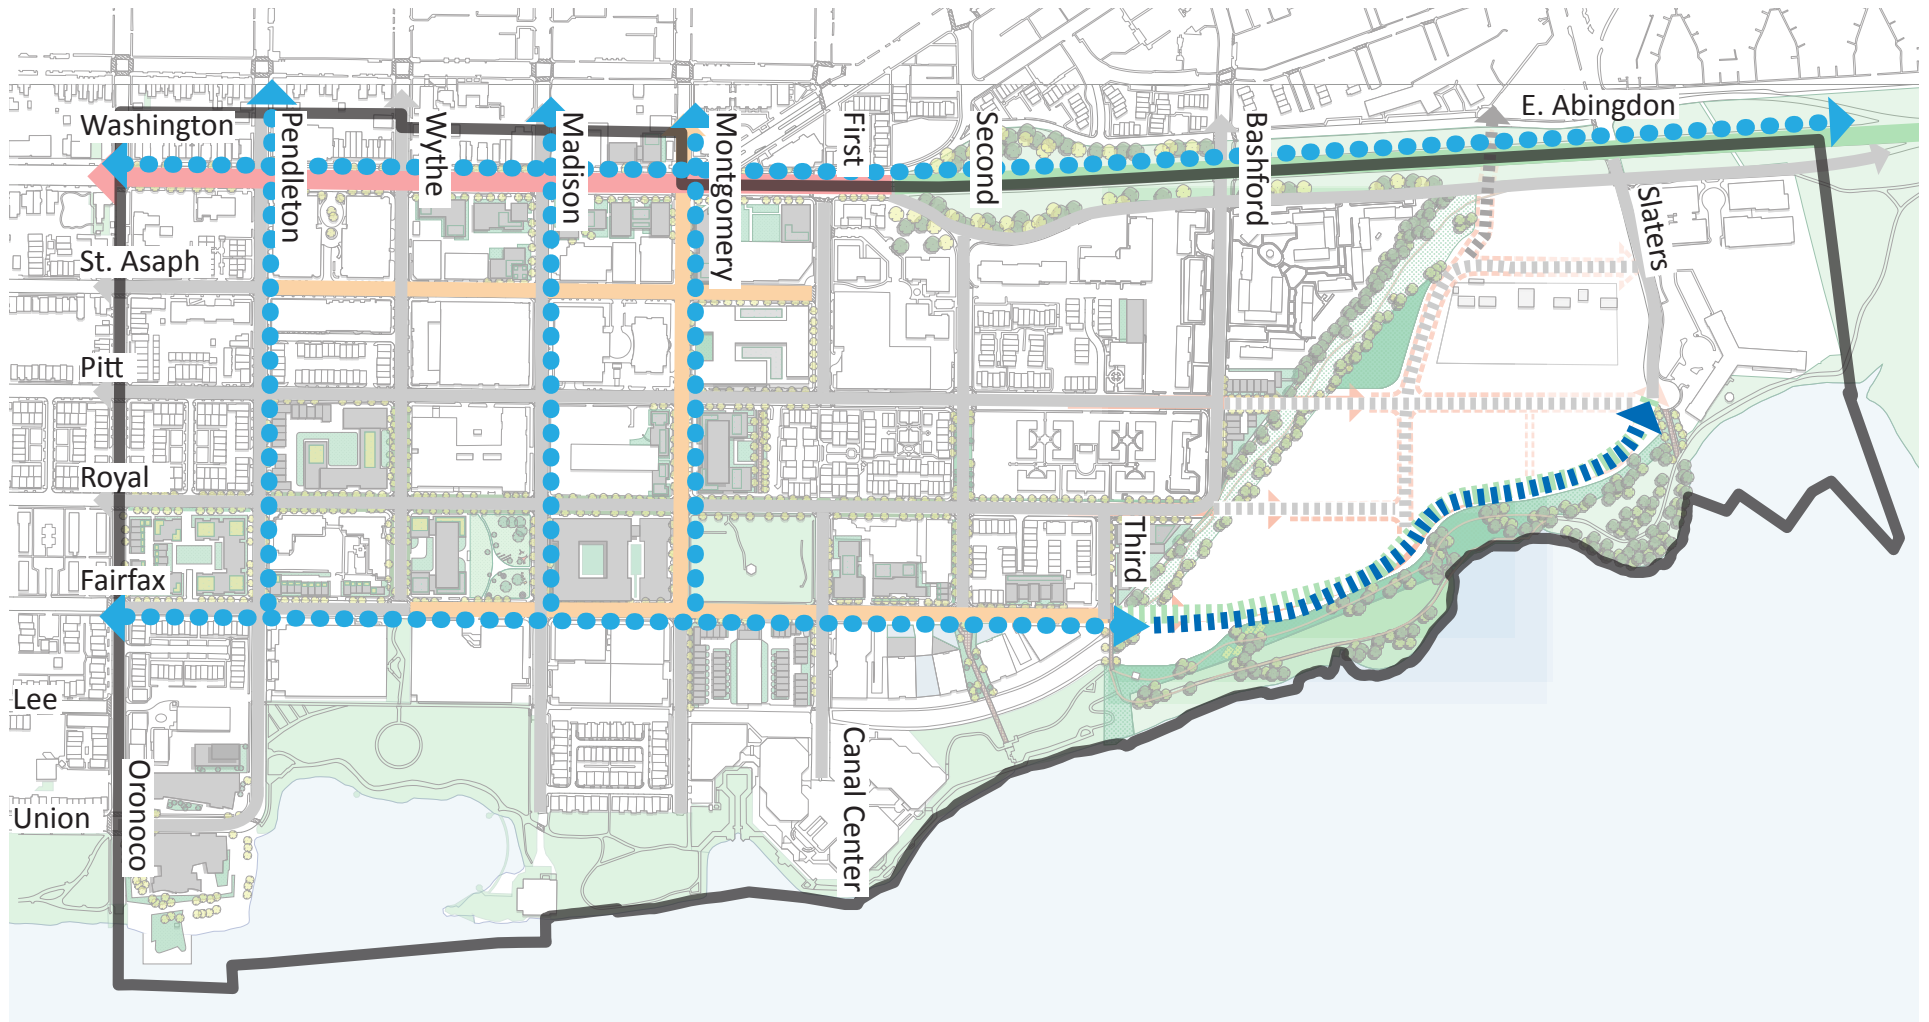 E. Abingdon
Washington
Pendleton
Wythe
Madison
Montgomery
First
Second
Bashford
Slaters
St. Asaph
Pitt
Royal
Fairfax
Third
Lee
Union
Oronoco
Canal Center